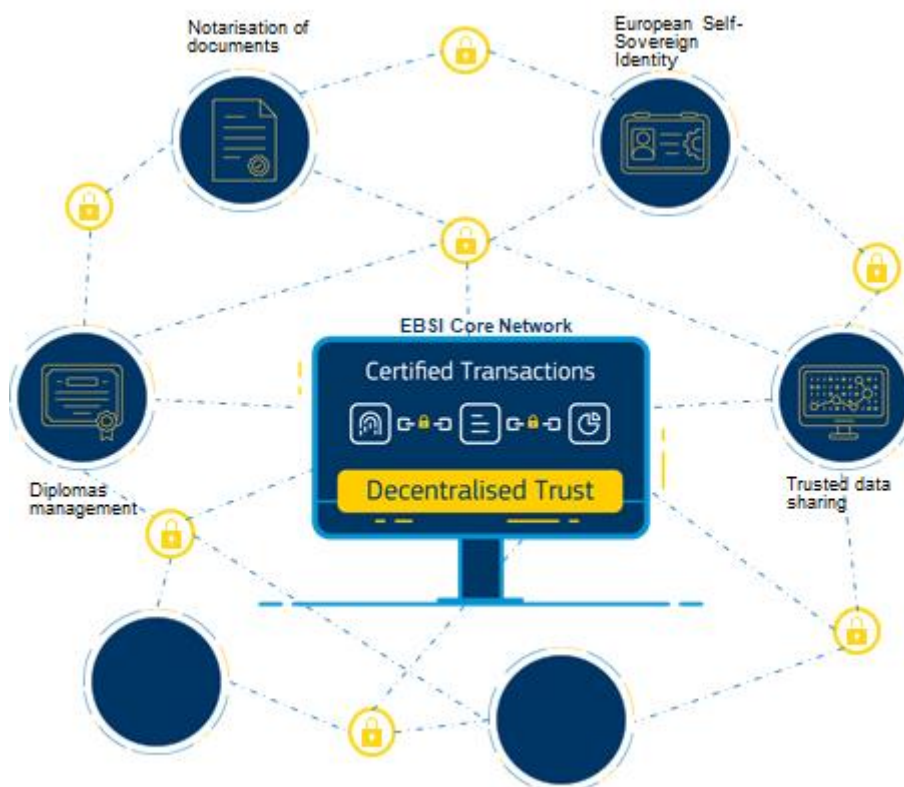 Notarisation of
documents
European Self-
Sovereign
Identity
EBSI Core Network
Certified Transactions
Decentralised Trust
Diplomas
management
Trusted data
sharing